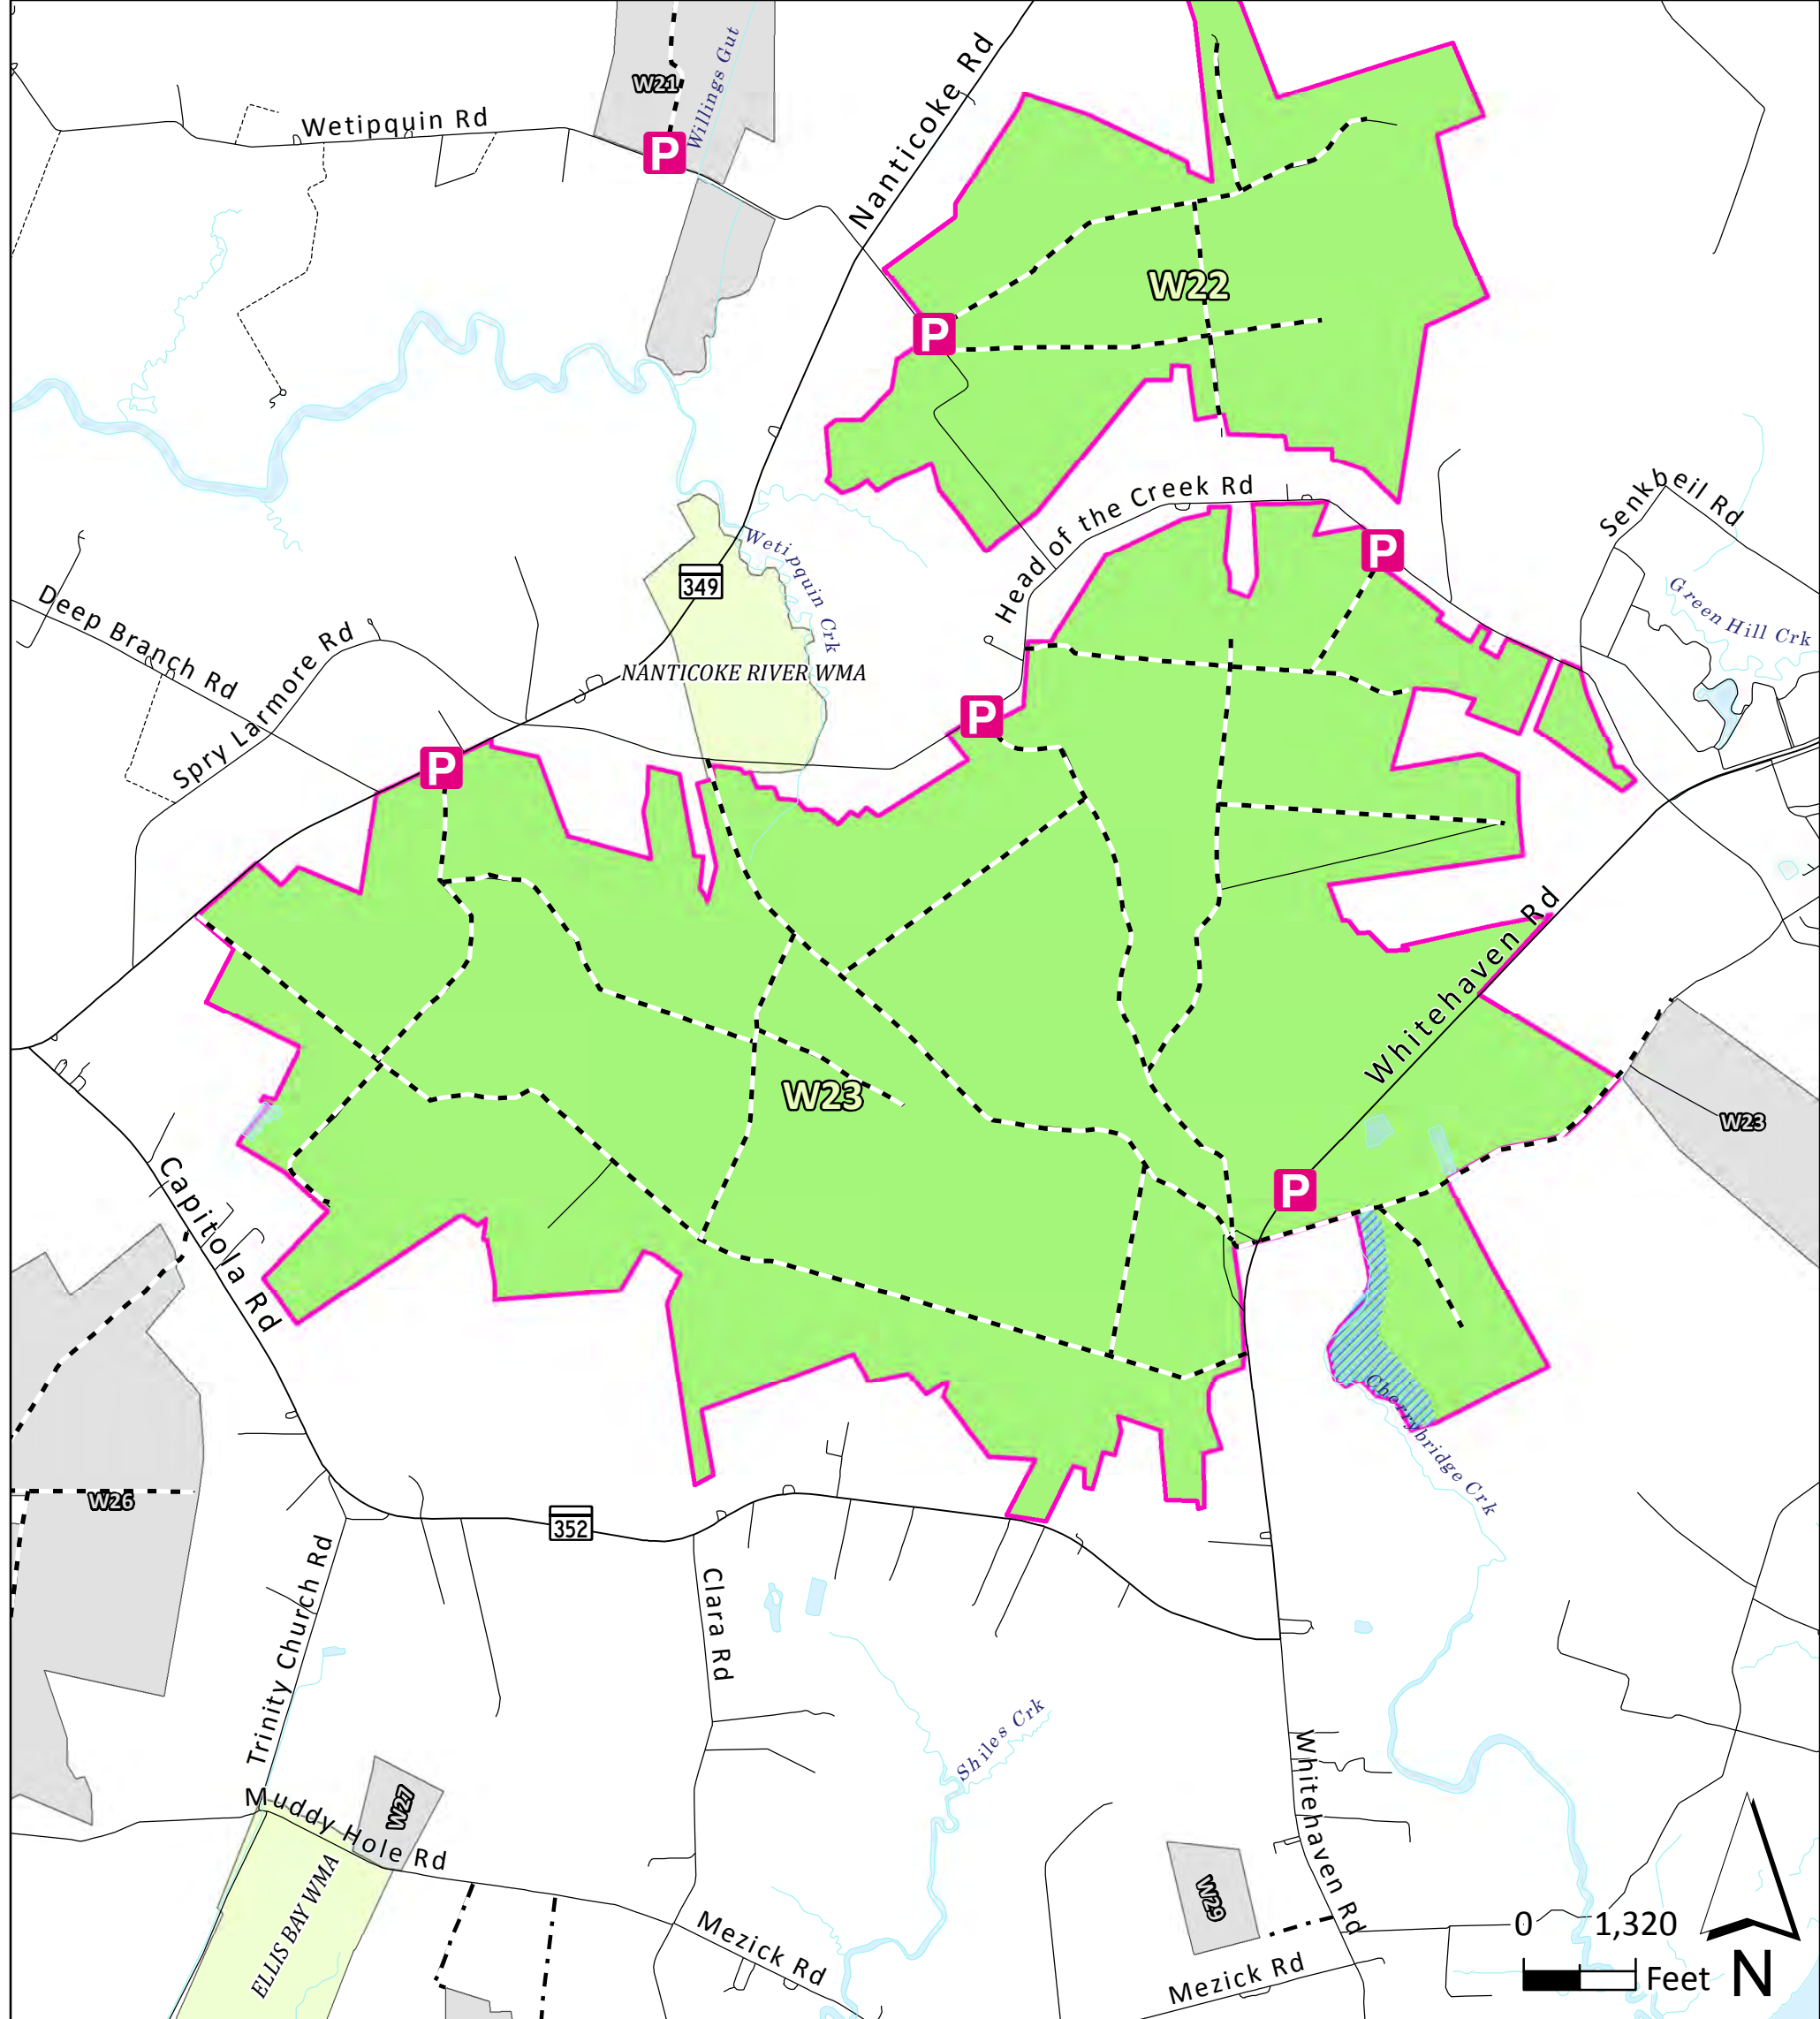 W21
Willings Gut
Nanticoke Rd
Wetipquin Rd
P
W22
P
Head of the Creek Rd
Senkbeil Rd
P
Wetipquin Crk
349
Green Hill Crk
Deep Branch Rd
Spry Larmore Rd
NANTICOKE RIVER WMA
P
P
Whitehaven Rd
W23
W23
P
Capitola Rd
Cherrybridge Crk
W26
352
Trinity Church Rd
Clara Rd
Shiles Crk
Whitehaven Rd
W27
Muddy Hole Rd
ELLIS BAY WMA
W29
Mezick Rd
Mezick Rd
0 1,320
Feet
N